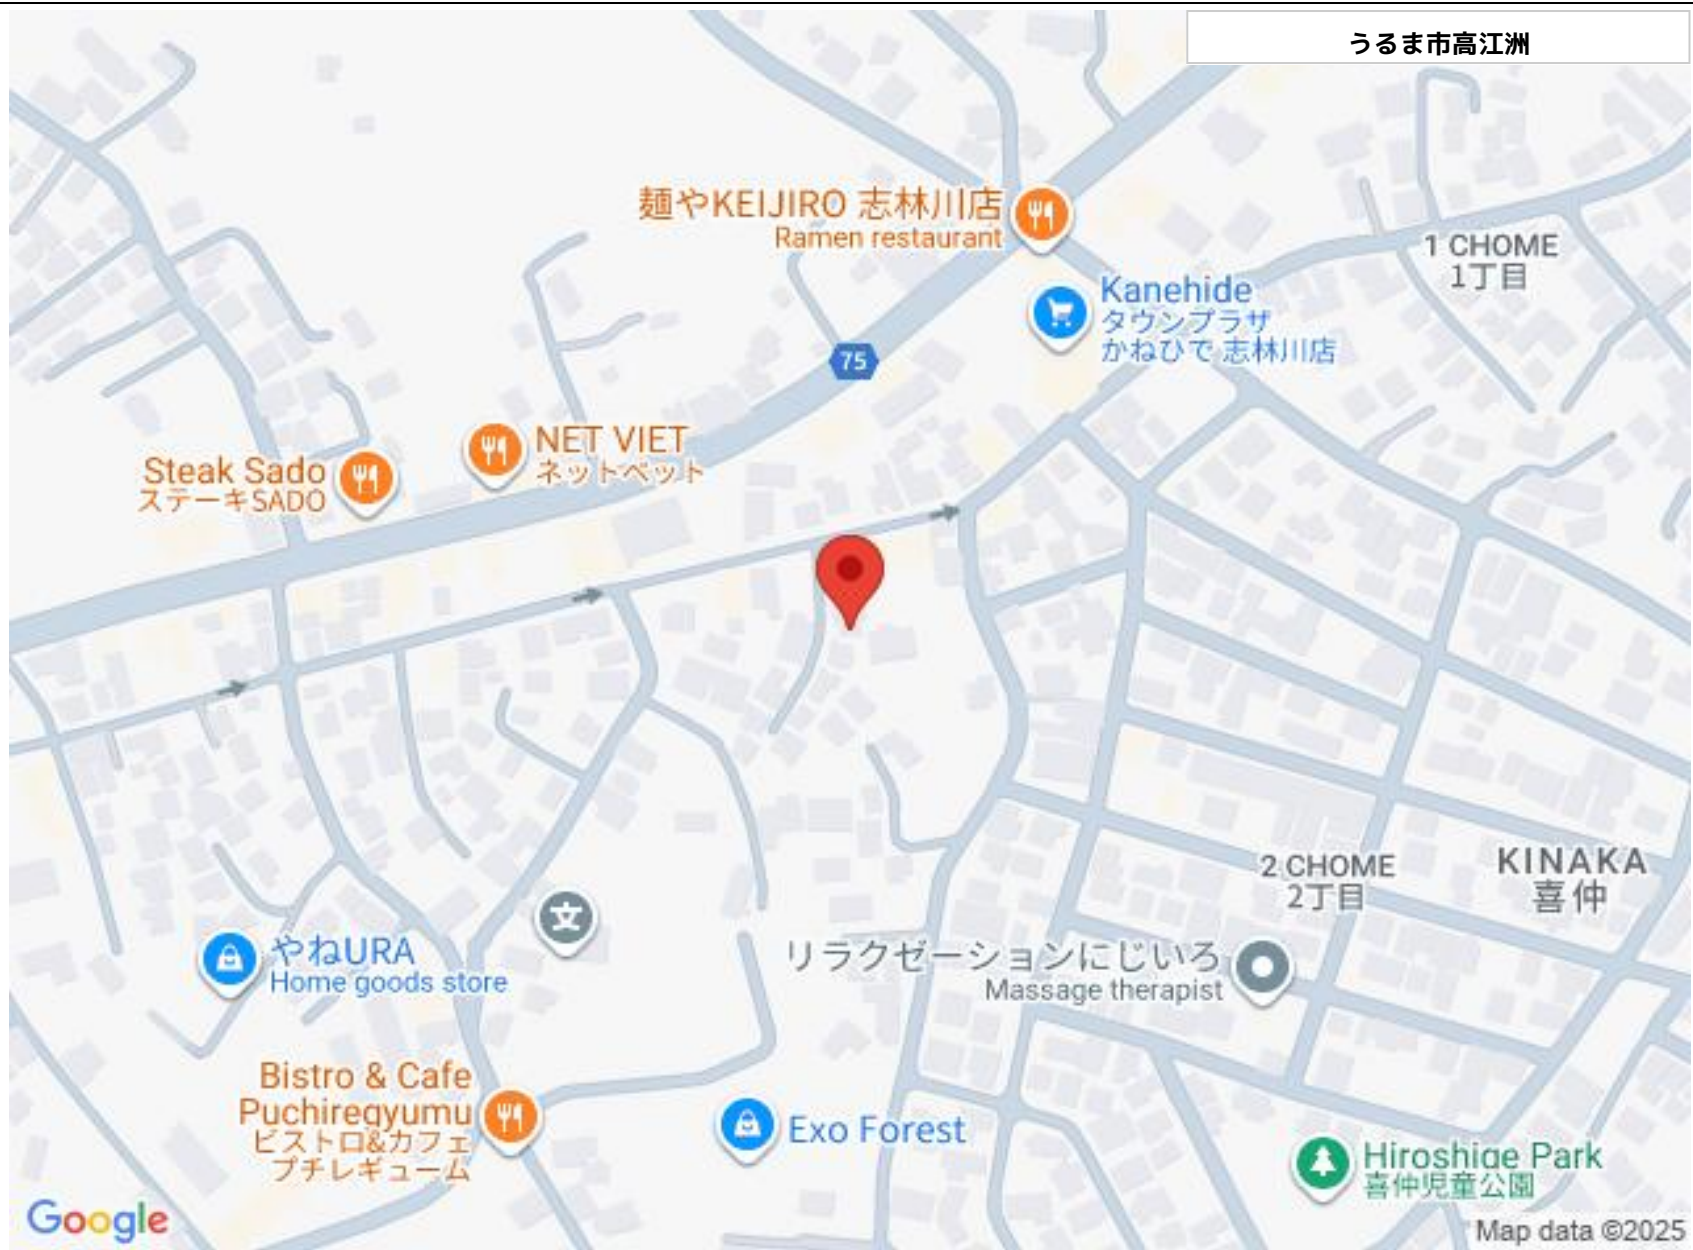 うるま市高江洲
麺やKEIJIRO 志林川店
Ramen restaurant
1 CHOME
1丁目
Kanehide
タウンプラザ
かねひで 志林川店
75
NET VIET
ネットベット
Steak Sado
ステーキSADO
2 CHOME
2丁目
KINAKA
喜仲
文
やねURA
Home goods store
リラクゼーションにじいろ
Massage therapist
Bistro & Cafe
Puchiregyumu
ビストロ&カフェ
プチレギューム
Exo Forest
Hiroshige Park
喜仲児童公園
Google
Map data ©2025